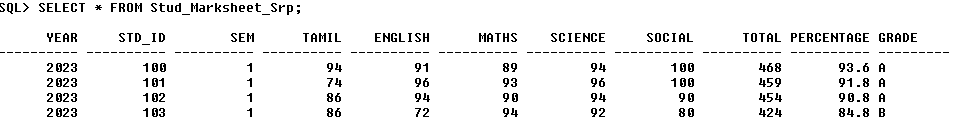 SQL> SELECT * FROM Stud_Marksheet_Srp;
YEAR STD_ID SEM TAMIL ENGLISH MATHS SCIENCE SOCIAL TOTAL PERCENTAGE GRADE
---------- ---------- ---------- ---------- ---------- ---------- ---------- ---------- ---------- ---------- ----------
2023 100 1 94 91 89 94 100 468 93.6 A
2023 101 1 74 96 93 96 100 459 91.8 A
2023 102 1 86 94 90 94 90 454 90.8 A
2023 103 1 86 72 94 92 80 424 84.8 B